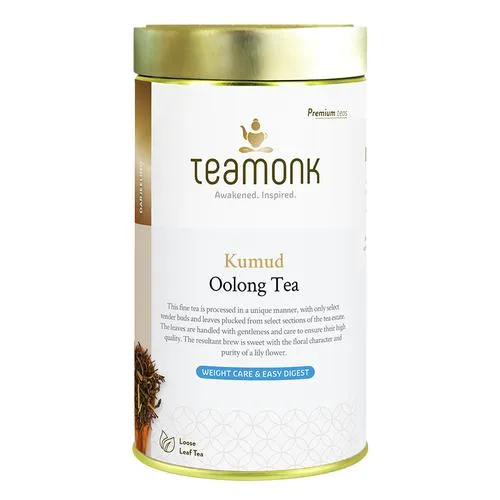 Premium teas
DARJEELING
teamonk
Awakened. Inspired.
Kumud
Oolong Tea
This fine tea is processed in a unique manner, with only select
tender buds and leaves plucked from select sections of the tea estate.
The leaves are handled with gentleness and care to ensure their high
quality. The resultant brew is sweet with the floral character and
purity of a lily flower.
WEIGHT CARE & EASY DIGEST
Loose
Leaf Tea